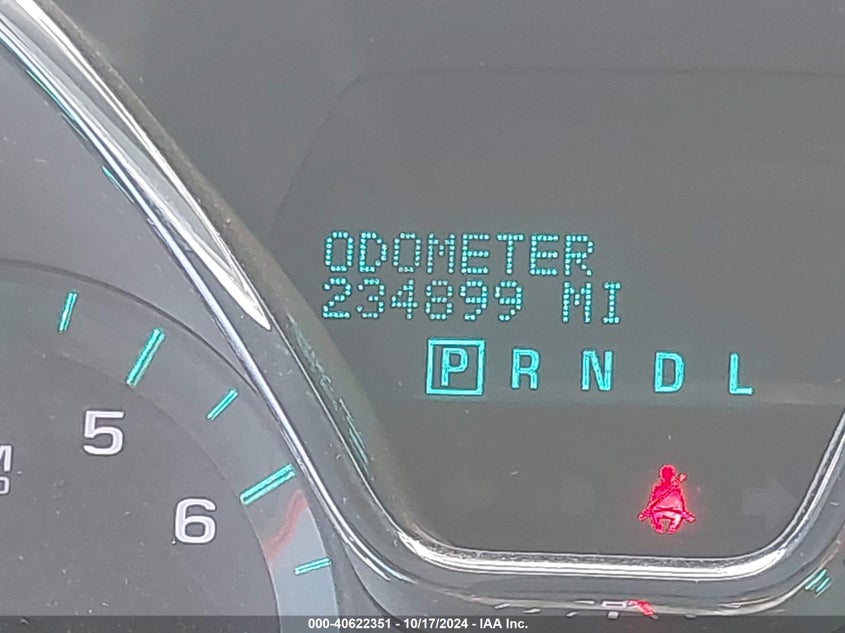 ODOMETER
234899 MI
P R N D L
5
6
000-40622351 - 10/17/2024 - IAA Inc.